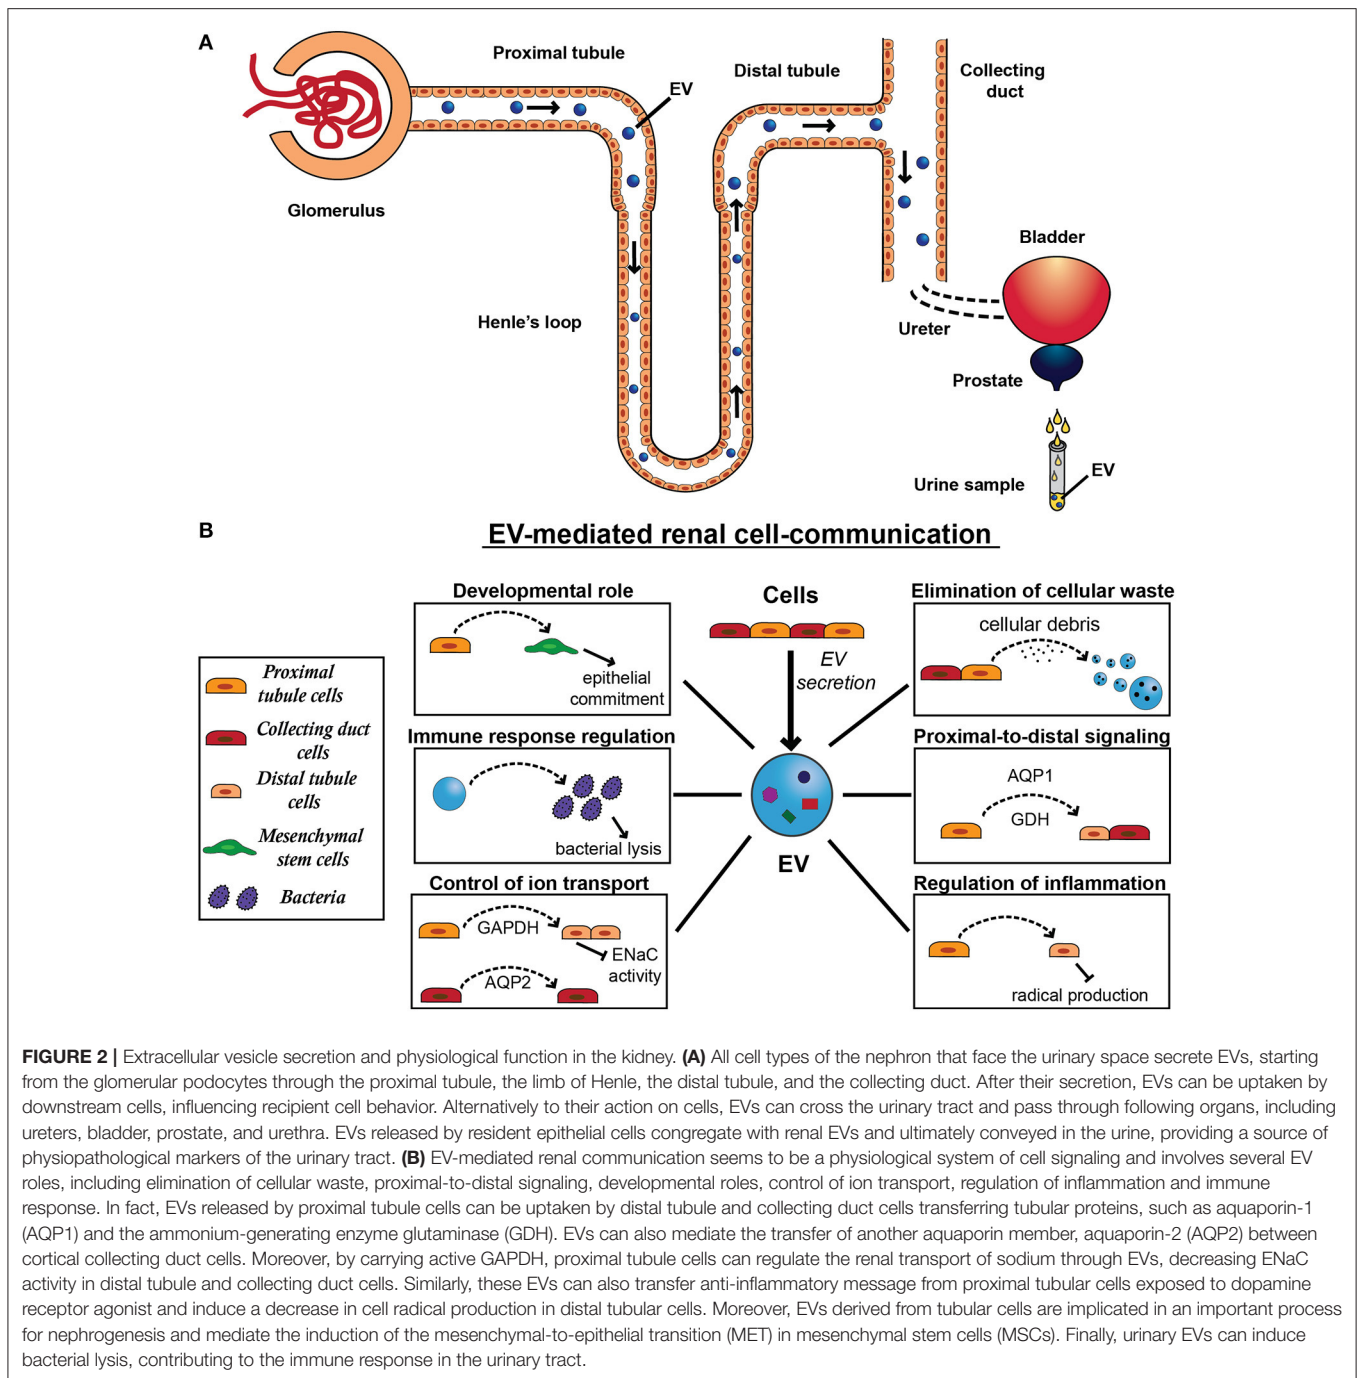 A
Proximal tubule
EV
Distal tubule
Collecting
duct
Glomerulus
Henle's loop
Bladder
Ureter
Prostate
Urine sample
EV
B
EV-mediated renal cell-communication
Proximal
tubule cells
Collecting duct
cells
Distal tubule
cells
Mesenchymal
stem cells
Bacteria
Developmental role
epithelial
commitment
Immune response regulation
bacterial lysis
Control of ion transport
GAPDH
ENaC
activity
AQP2
Cells
EV
secretion
EV
Elimination of cellular waste
cellular debris
Proximal-to-distal signaling
AQP1
GDH
Regulation of inflammation
radical production
FIGURE 2 | Extracellular vesicle secretion and physiological function in the kidney. (A) All cell types of the nephron that face the urinary space secrete EVs, starting
from the glomerular podocytes through the proximal tubule, the limb of Henle, the distal tubule, and the collecting duct. After their secretion, EVs can be uptaken by
downstream cells, influencing recipient cell behavior. Alternatively to their action on cells, EVs can cross the urinary tract and pass through following organs, including
ureters, bladder, prostate, and urethra. EVs released by resident epithelial cells congregate with renal EVs and ultimately conveyed in the urine, providing a source of
physiopathological markers of the urinary tract. (B) EV-mediated renal communication seems to be a physiological system of cell signaling and involves several EV
roles, including elimination of cellular waste, proximal-to-distal signaling, developmental roles, control of ion transport, regulation of inflammation and immune
response. In fact, EVs released by proximal tubule cells can be uptaken by distal tubule and collecting duct cells transferring tubular proteins, such as aquaporin-1
(AQP1) and the ammonium-generating enzyme glutaminase (GDH). EVs can also mediate the transfer of another aquaporin member, aquaporin-2 (AQP2) between
cortical collecting duct cells. Moreover, by carrying active GAPDH, proximal tubule cells can regulate the renal transport of sodium through EVs, decreasing ENaC
activity in distal tubule and collecting duct cells. Similarly, these EVs can also transfer anti-inflammatory message from proximal tubular cells exposed to dopamine
receptor agonist and induce a decrease in cell radical production in distal tubular cells. Moreover, EVs derived from tubular cells are implicated in an important process
for nephrogenesis and mediate the induction of the mesenchymal-to-epithelial transition (MET) in mesenchymal stem cells (MSCs). Finally, urinary EVs can induce
bacterial lysis, contributing to the immune response in the urinary tract.